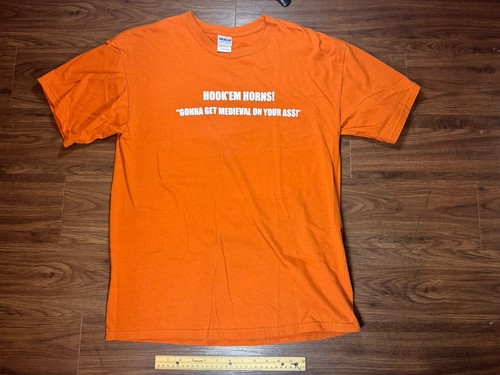 HOOK'EM HORNS!
"GONNA GET MEDIEVAL ON YOUR ASS!"